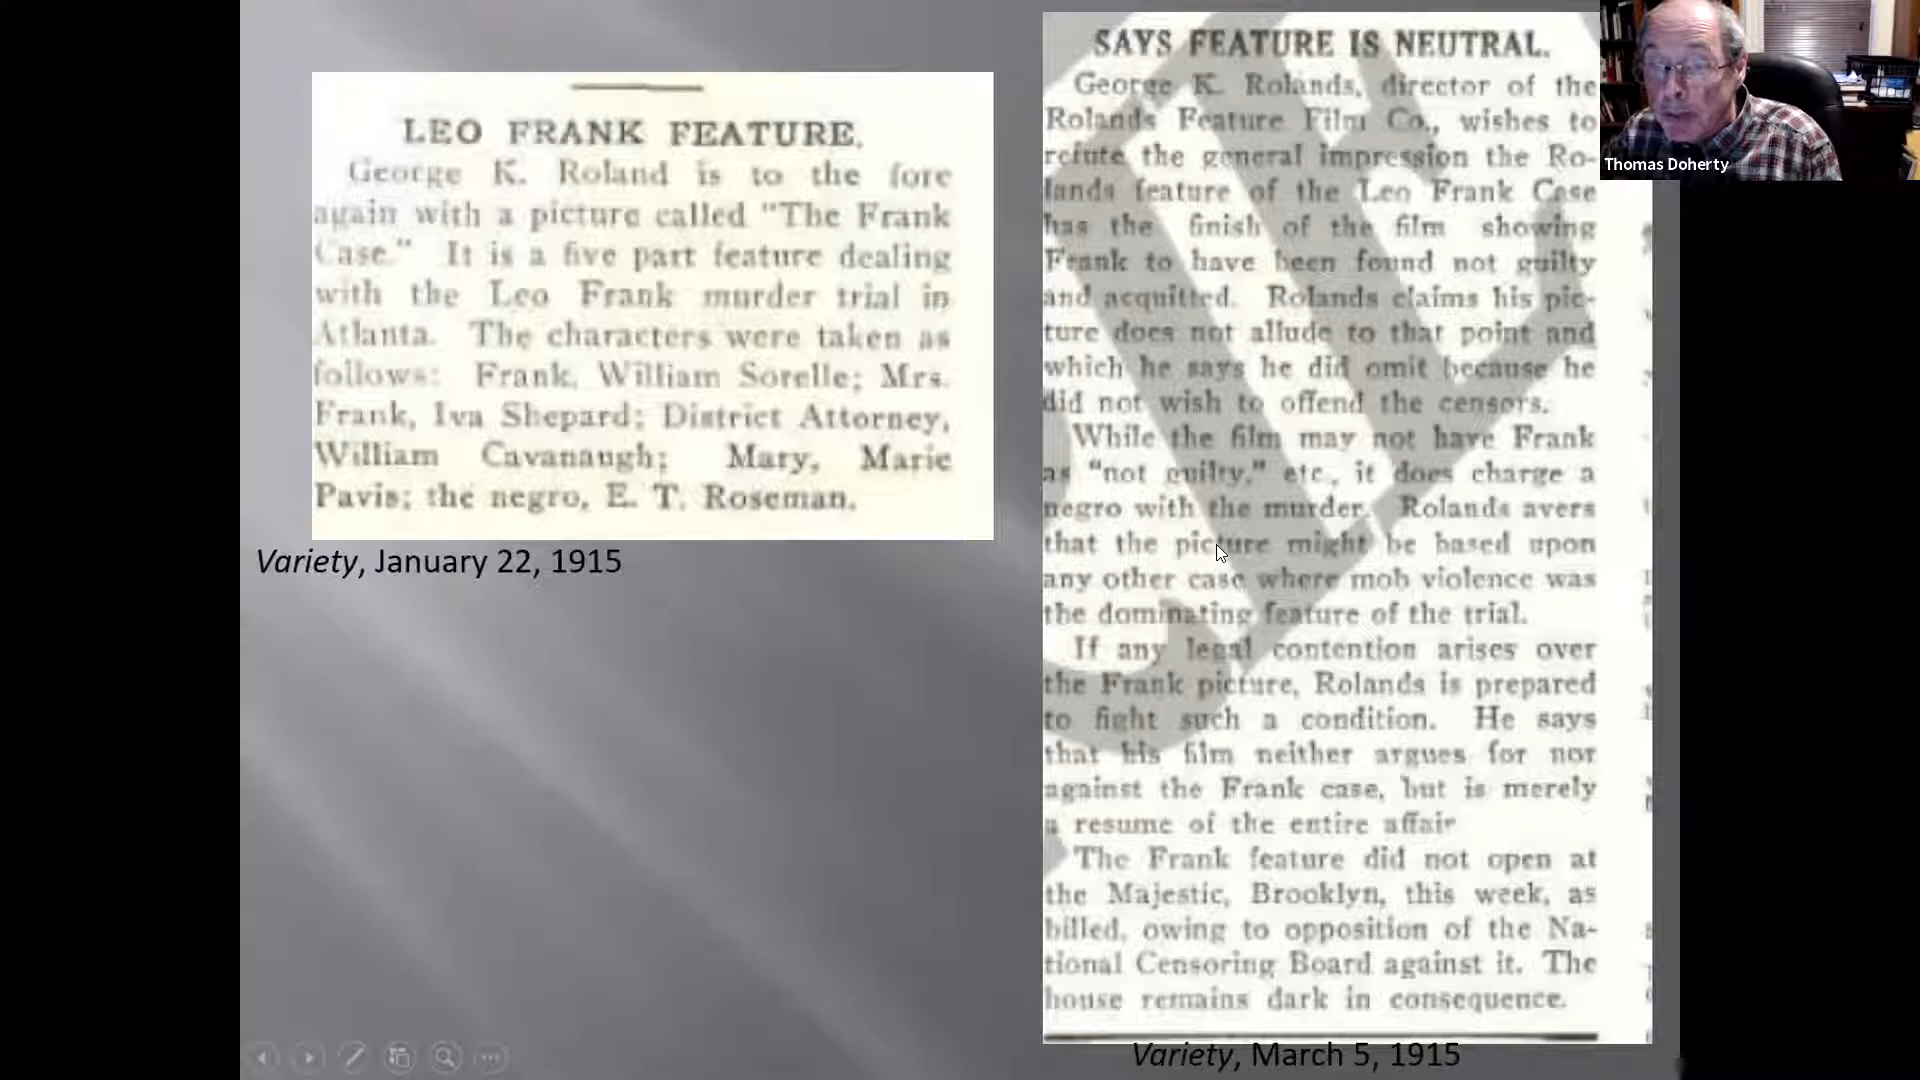 LEO FRANK FEATURE.
George K. Roland is to the fore
again with a picture called "The Frank
Case." It is a five part feature dealing
with the Leo Frank murder trial in
Atlanta. The characters were taken as
follows: Frank, William Sorelle; Mrs.
Frank, Iva Shepard; District Attorney,
William Cavanaugh; Mary, Marie
Pavis; the negro, E. T. Roseman.
Variety, January 22, 1915
SAYS FEATURE IS NEUTRAL.
George K. Rolands, director of the
Rolands Feature Film Co., wishes to
refute the general impression the Ro-
lands feature of the Leo Frank Case
has the finish of the film showing
Frank to have been found not guilty
and acquitted. Rolands claims his pic-
ture does not allude to that point and
which he says he did omit because he
did not wish to offend the censors.
While the film may not have Frank
as "not guilty," etc., it does charge a
negro with the murder. Rolands avers
that the picture might be based upon
any other case where mob violence was
the dominating feature of the trial.
If any legal contention arises over
the Frank picture, Rolands is prepared
to fight such a condition. He says
that his film neither argues for nor
against the Frank case, but is merely
a resume of the entire affair
The Frank feature did not open at
the Majestic, Brooklyn, this week, as
billed, owing to opposition of the Na-
tional Censoring Board against it. The
house remains dark in consequence.
Variety, March 5, 1915
Thomas Doherty